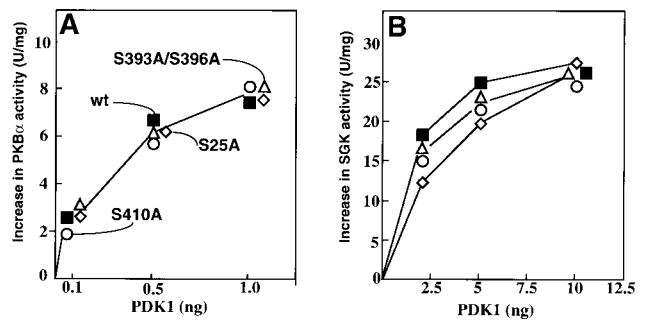 A
B
Increase in PKBα activity (U/mg)
10
8
6
4
2
0
S393A/S396A
wt
S25A
S410A
0.1
0.5
1.0
PDK1 (ng)
Increase in SGK activity (U/mg)
30
25
20
15
10
5
0
2.5
5
7.5
10
12.5
PDK1 (ng)